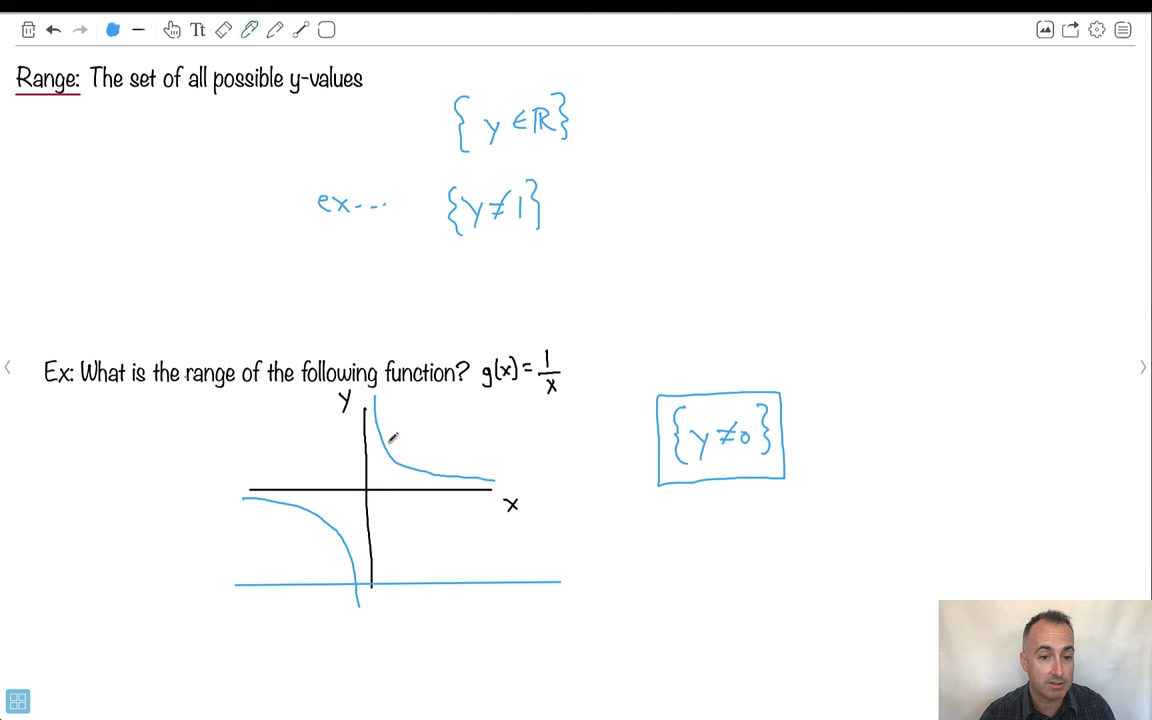 Tt
Range: The set of all possible y-values
{ y ∈ ℝ }
ex... { y ≠ 1 }
Ex: What is the range of the following function? g(x) = 1/x
y
{ y ≠ 0 }
x